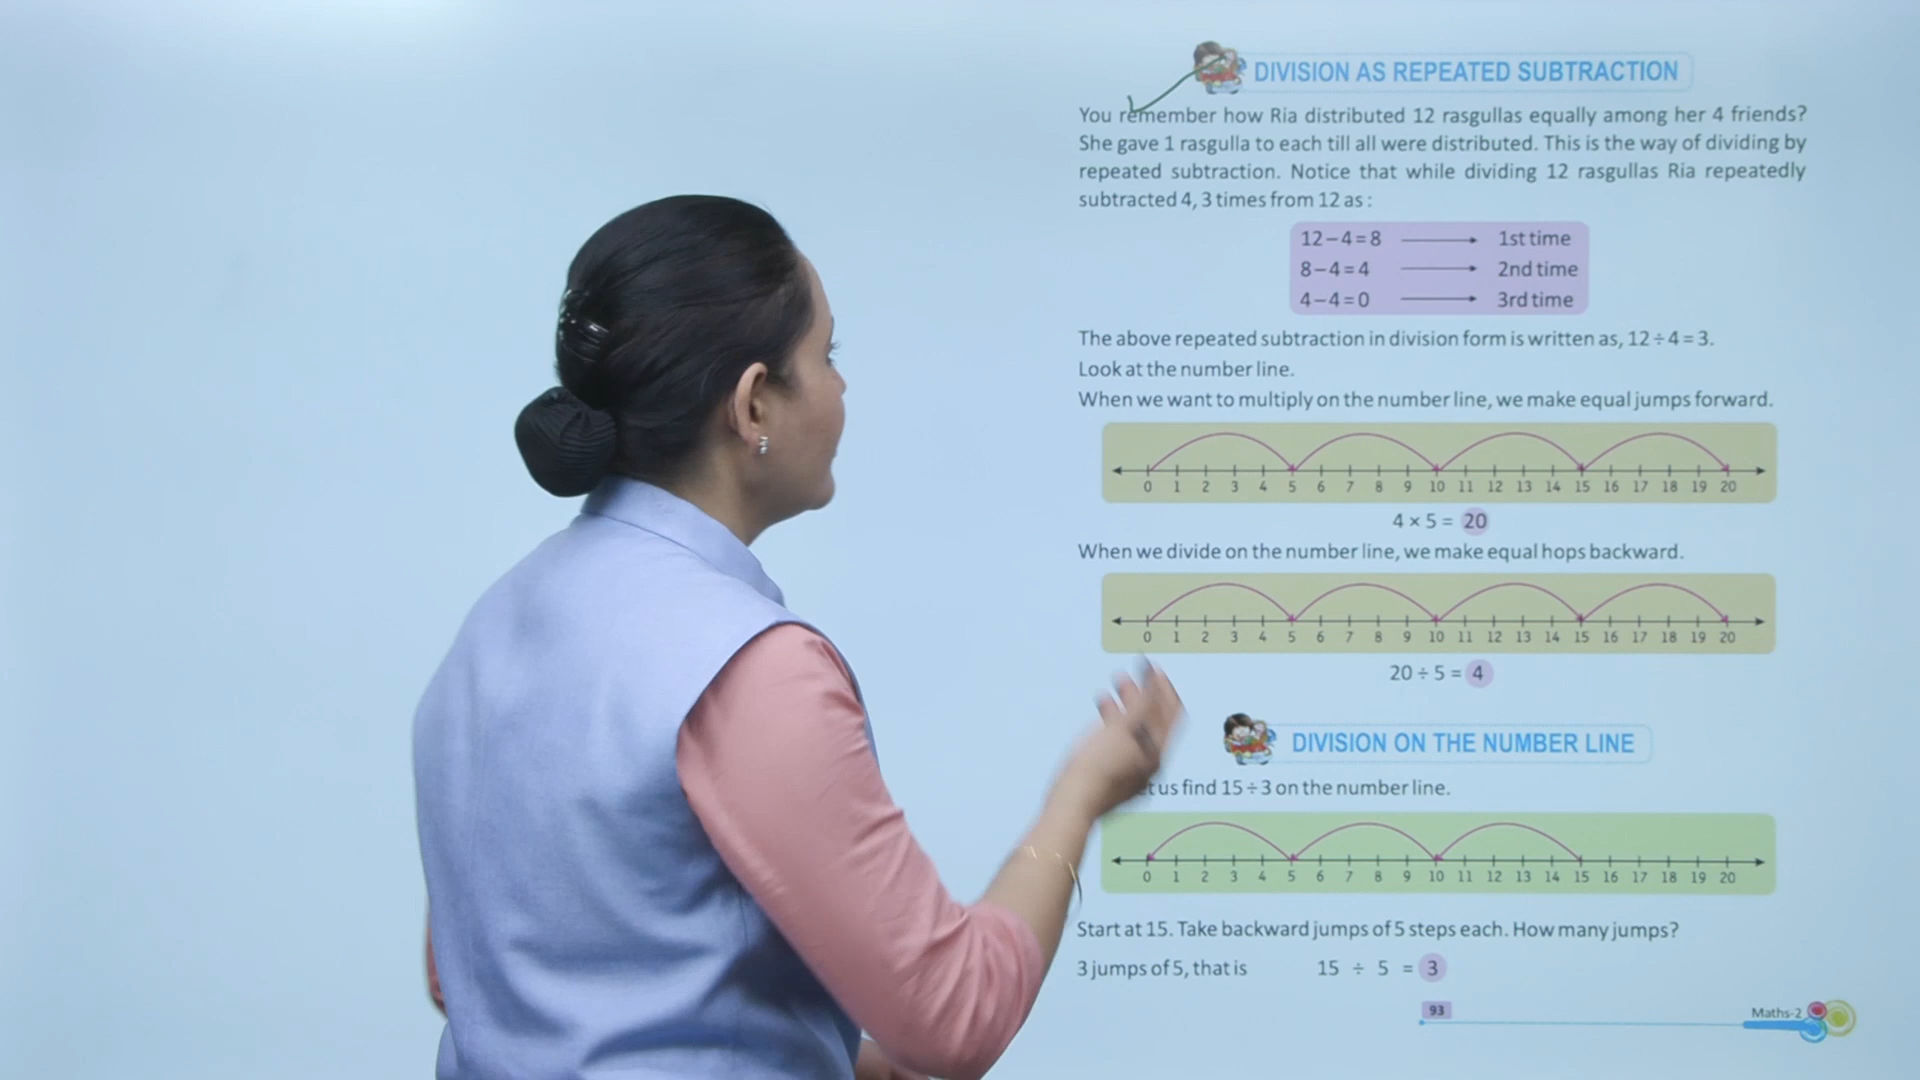 DIVISION AS REPEATED SUBTRACTION
You remember how Ria distributed 12 rasgullas equally among her 4 friends?
She gave 1 rasgulla to each till all were distributed. This is the way of dividing by
repeated subtraction. Notice that while dividing 12 rasgullas Ria repeatedly
subtracted 4, 3 times from 12 as :
12 – 4 = 8 → 1st time
8 – 4 = 4 → 2nd time
4 – 4 = 0 → 3rd time
The above repeated subtraction in division form is written as, 12 ÷ 4 = 3.
Look at the number line.
When we want to multiply on the number line, we make equal jumps forward.
0 1 2 3 4 5 6 7 8 9 10 11 12 13 14 15 16 17 18 19 20
4 × 5 = 20
When we divide on the number line, we make equal hops backward.
0 1 2 3 4 5 6 7 8 9 10 11 12 13 14 15 16 17 18 19 20
20 ÷ 5 = 4
DIVISION ON THE NUMBER LINE
us find 15 ÷ 3 on the number line.
0 1 2 3 4 5 6 7 8 9 10 11 12 13 14 15 16 17 18 19 20
Start at 15. Take backward jumps of 5 steps each. How many jumps?
3 jumps of 5, that is 15 ÷ 5 = 3
93
Maths-2